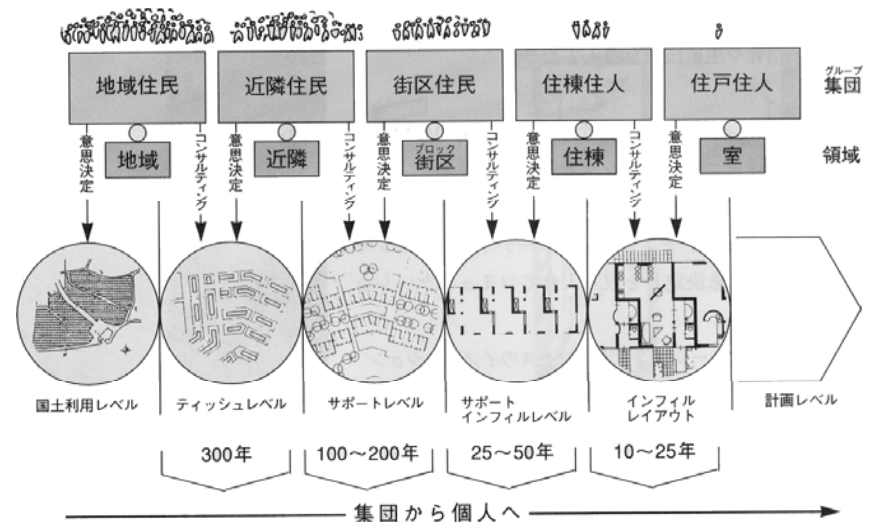 地域住民
近隣住民
街区住民
住棟住人
住戸住人
グループ
集団
意思決定
コンサルティング
意思決定
コンサルティング
意思決定
コンサルティング
意思決定
コンサルティング
意思決定
地域
近隣
ブロック
街区
住棟
室
領域
国土利用レベル
ティッシュレベル
サポートレベル
サポート
インフィルレベル
インフィル
レイアウト
計画レベル
300年
100〜200年
25〜50年
10〜25年
集団から個人へ